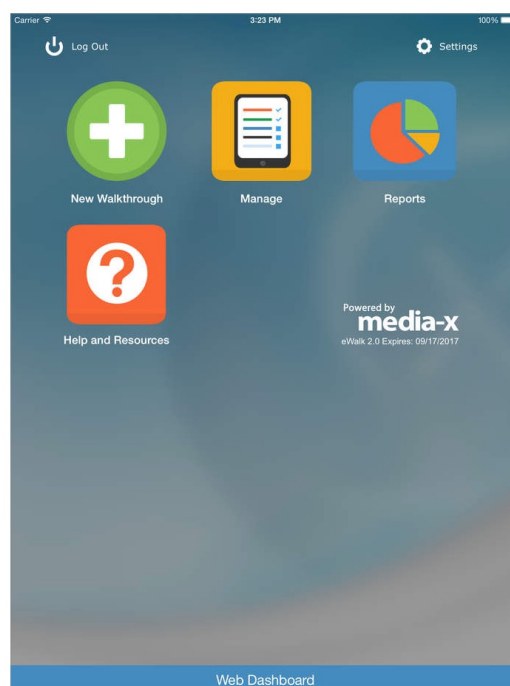 Carrier 3:23 PM 100%
Log Out Settings
New Walkthrough Manage Reports
Help and Resources
Powered by
media-x
eWalk 2.0 Expires: 09/17/2017
Web Dashboard